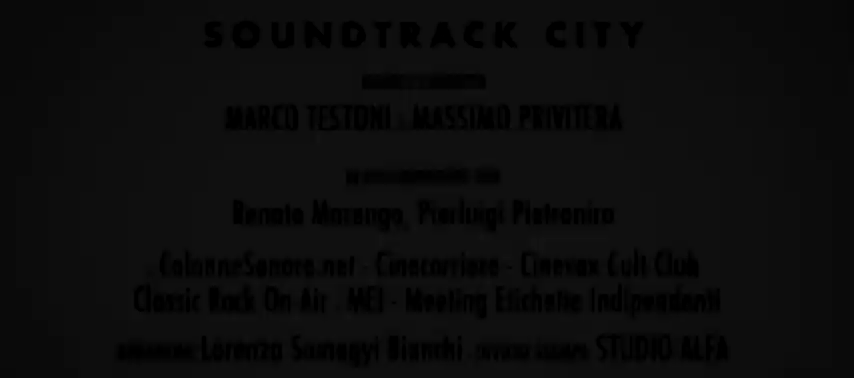 SOUNDTRACK CITY
MARCO TESTONI - MASSIMO PRIVITERA
Renato Marengo, Pierluigi Pietroniro
ColonneSonore.net - Cinecorriere - Cinevox Cult Club
Classic Rock On Air - MEI - Meeting Etichette Indipendenti
Lorenza Somogyi Bianchi STUDIO ALFA